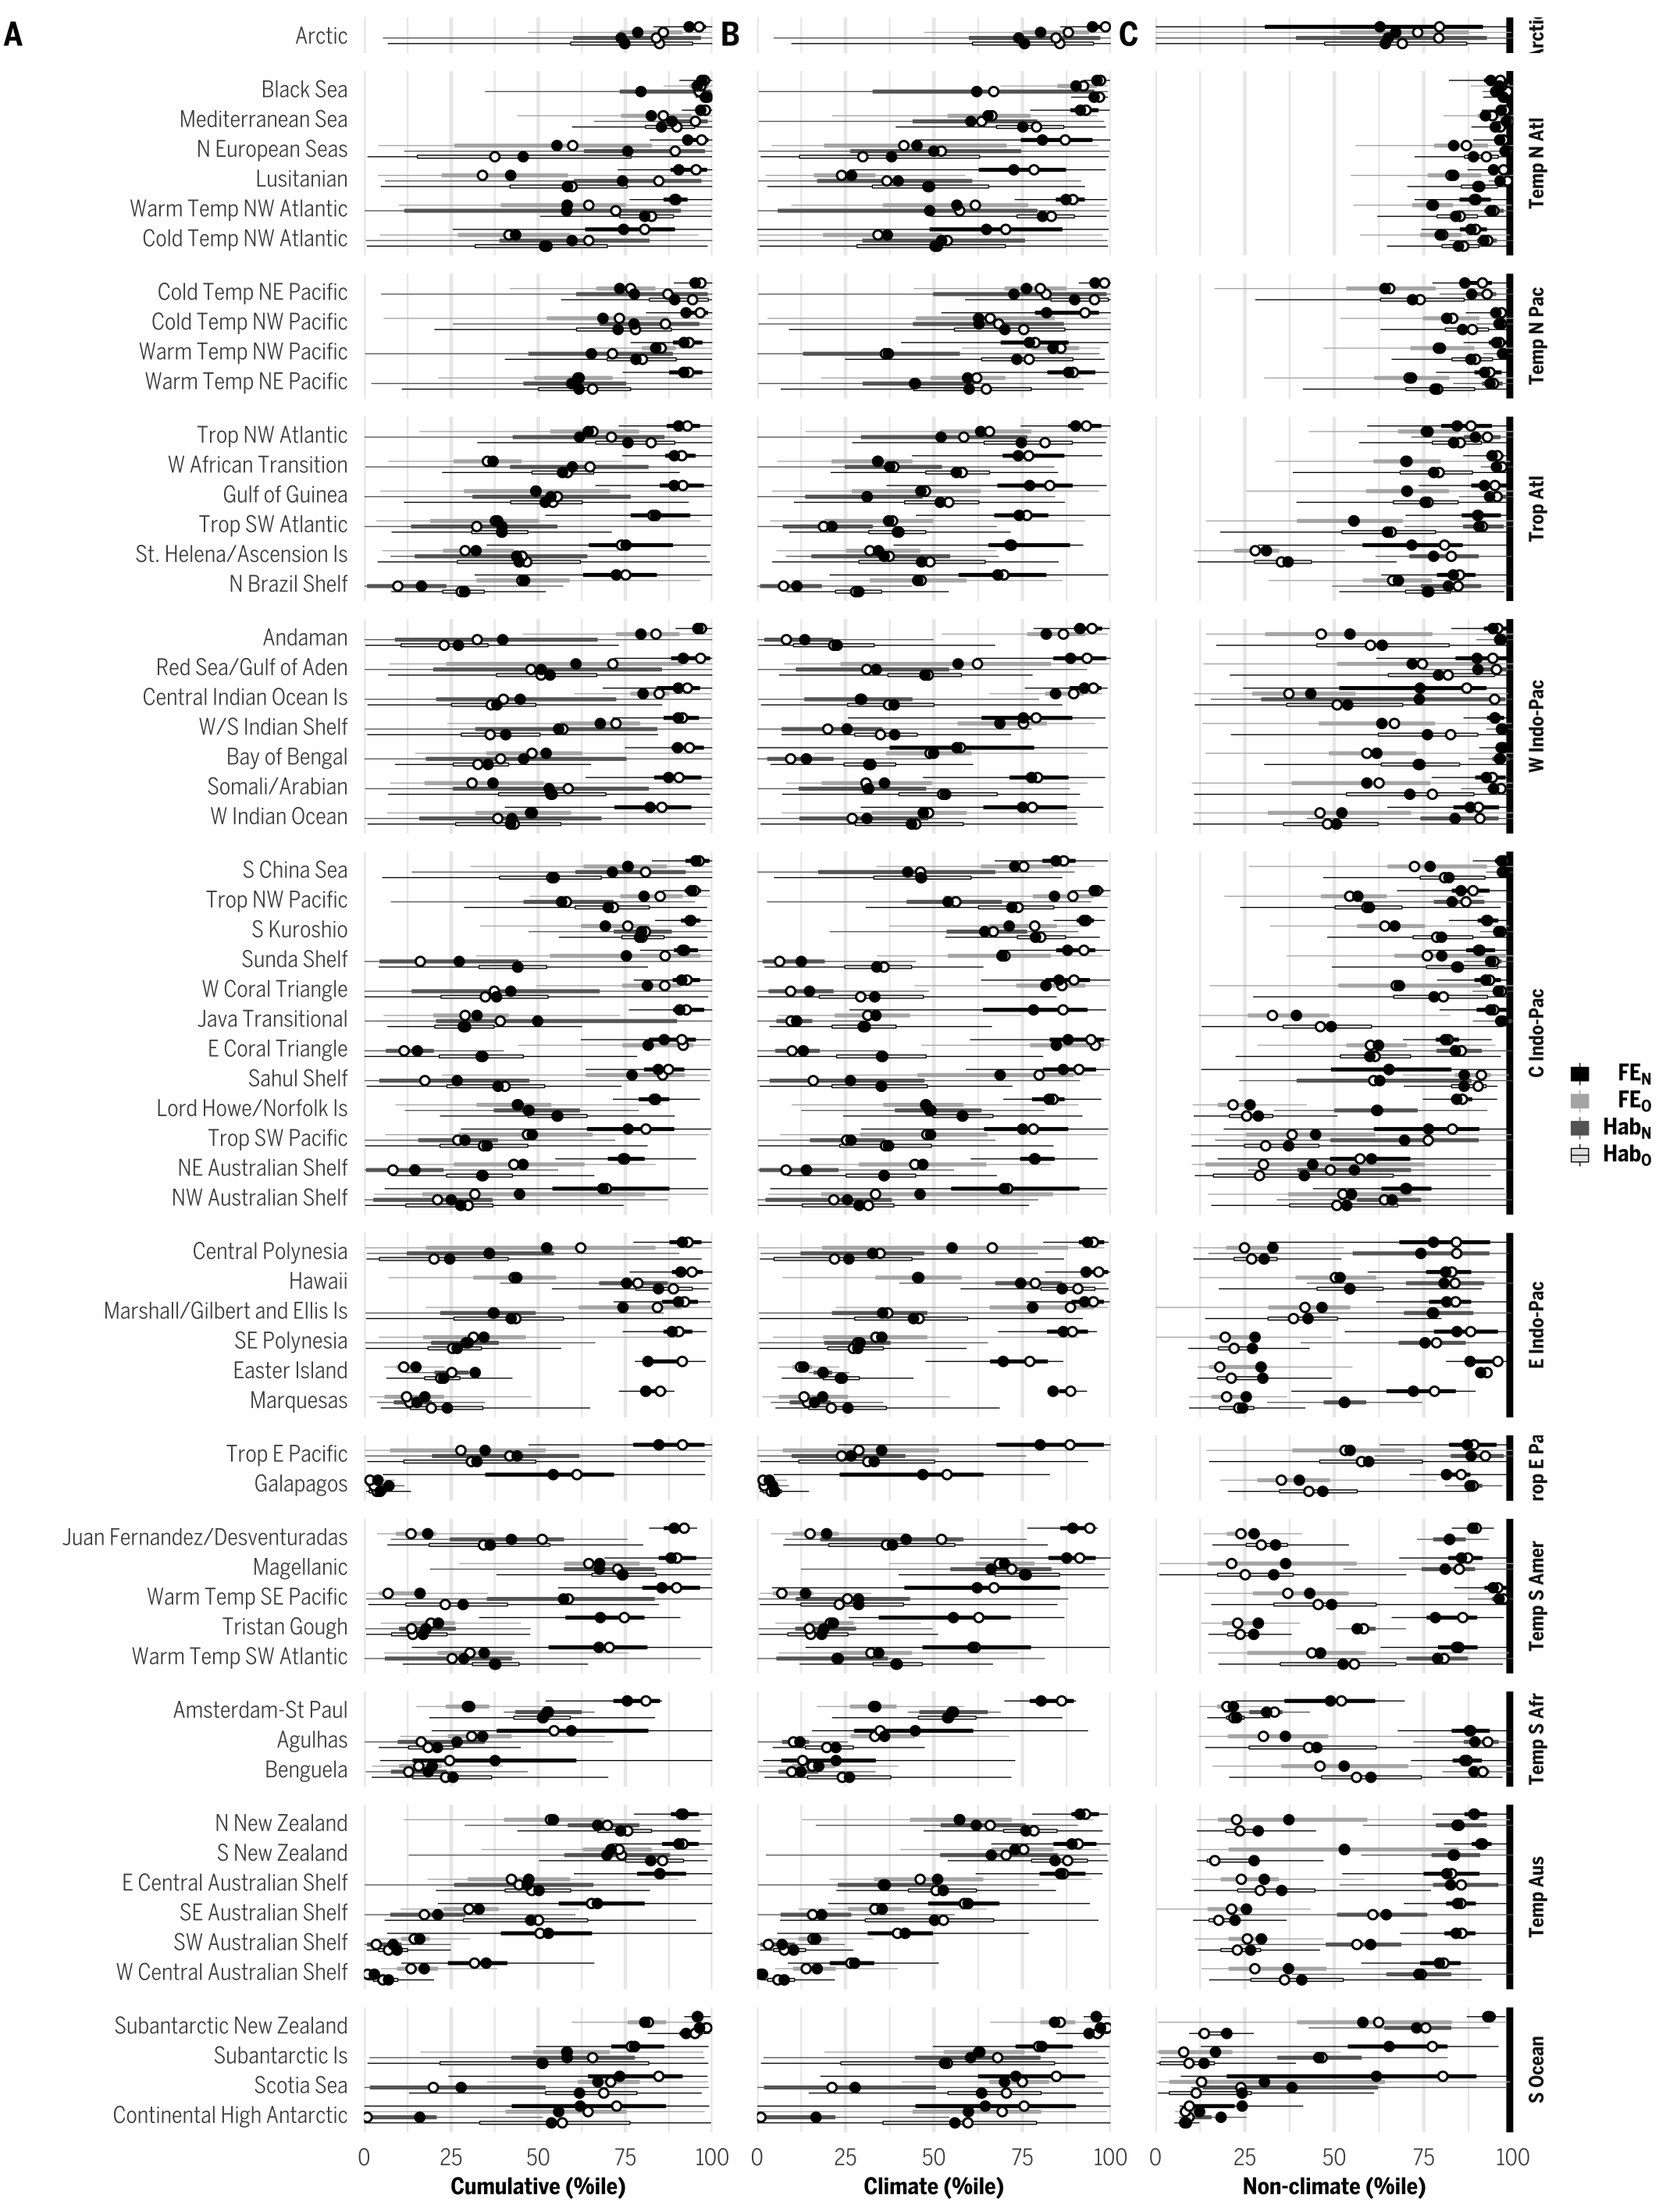 A
B
C
Arctic
Black Sea
Mediterranean Sea
N European Seas
Lusitanian
Warm Temp NW Atlantic
Cold Temp NW Atlantic
Temp N Atl
Cold Temp NE Pacific
Cold Temp NW Pacific
Warm Temp NW Pacific
Warm Temp NE Pacific
Temp N Pac
Trop NW Atlantic
W African Transition
Gulf of Guinea
Trop SW Atlantic
St. Helena/Ascension Is
N Brazil Shelf
Trop Atl
Andaman
Red Sea/Gulf of Aden
Central Indian Ocean Is
W/S Indian Shelf
Bay of Bengal
Somali/Arabian
W Indian Ocean
W Indo-Pac
S China Sea
Trop NW Pacific
S Kuroshio
Sunda Shelf
W Coral Triangle
Java Transitional
E Coral Triangle
Sahul Shelf
Lord Howe/Norfolk Is
Trop SW Pacific
NE Australian Shelf
NW Australian Shelf
C Indo-Pac
FEN
FEO
HabN
HabO
Central Polynesia
Hawaii
Marshall/Gilbert and Ellis Is
SE Polynesia
Easter Island
Marquesas
E Indo-Pac
Trop E Pacific
Galapagos
rop E Pa
Juan Fernandez/Desventuradas
Magellanic
Warm Temp SE Pacific
Tristan Gough
Warm Temp SW Atlantic
Temp S Amer
Amsterdam-St Paul
Agulhas
Benguela
Temp S Afr
N New Zealand
S New Zealand
E Central Australian Shelf
SE Australian Shelf
SW Australian Shelf
W Central Australian Shelf
Temp Aus
Subantarctic New Zealand
Subantarctic Is
Scotia Sea
Continental High Antarctic
S Ocean
0 25 50 75 100 0 25 50 75 100 0 25 50 75 100
Cumulative (%ile) Climate (%ile) Non-climate (%ile)